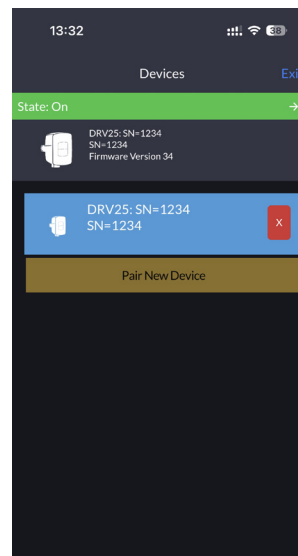 13:32
38
Devices
Exi
State: On →
DRV25: SN=1234
SN=1234
Firmware Version 34
DRV25: SN=1234
SN=1234
X
Pair New Device